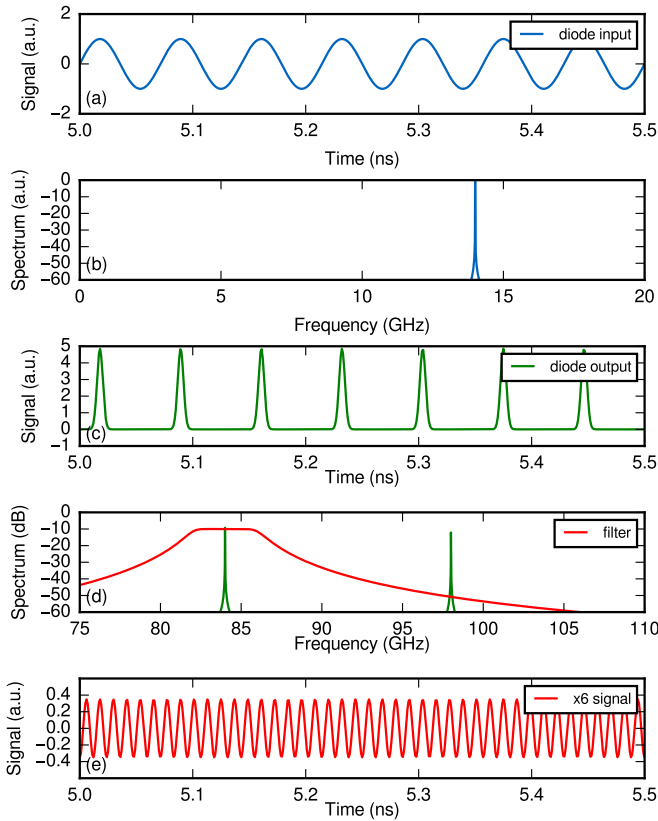 2
0
−2
Signal (a.u.)
diode input
(a)
5.0 5.1 5.2 5.3 5.4 5.5
Time (ns)
0
−10
−20
−30
−40
−50
−60
Spectrum (a.u.)
(b)
0 5 10 15 20
Frequency (GHz)
5
4
3
2
1
0
−1
Signal (a.u.)
diode output
(c)
5.0 5.1 5.2 5.3 5.4 5.5
Time (ns)
0
−10
−20
−30
−40
−50
−60
Spectrum (dB)
filter
(d)
75 80 85 90 95 100 105 110
Frequency (GHz)
0.4
0.2
0.0
−0.2
−0.4
Signal (a.u.)
x6 signal
(e)
5.0 5.1 5.2 5.3 5.4 5.5
Time (ns)